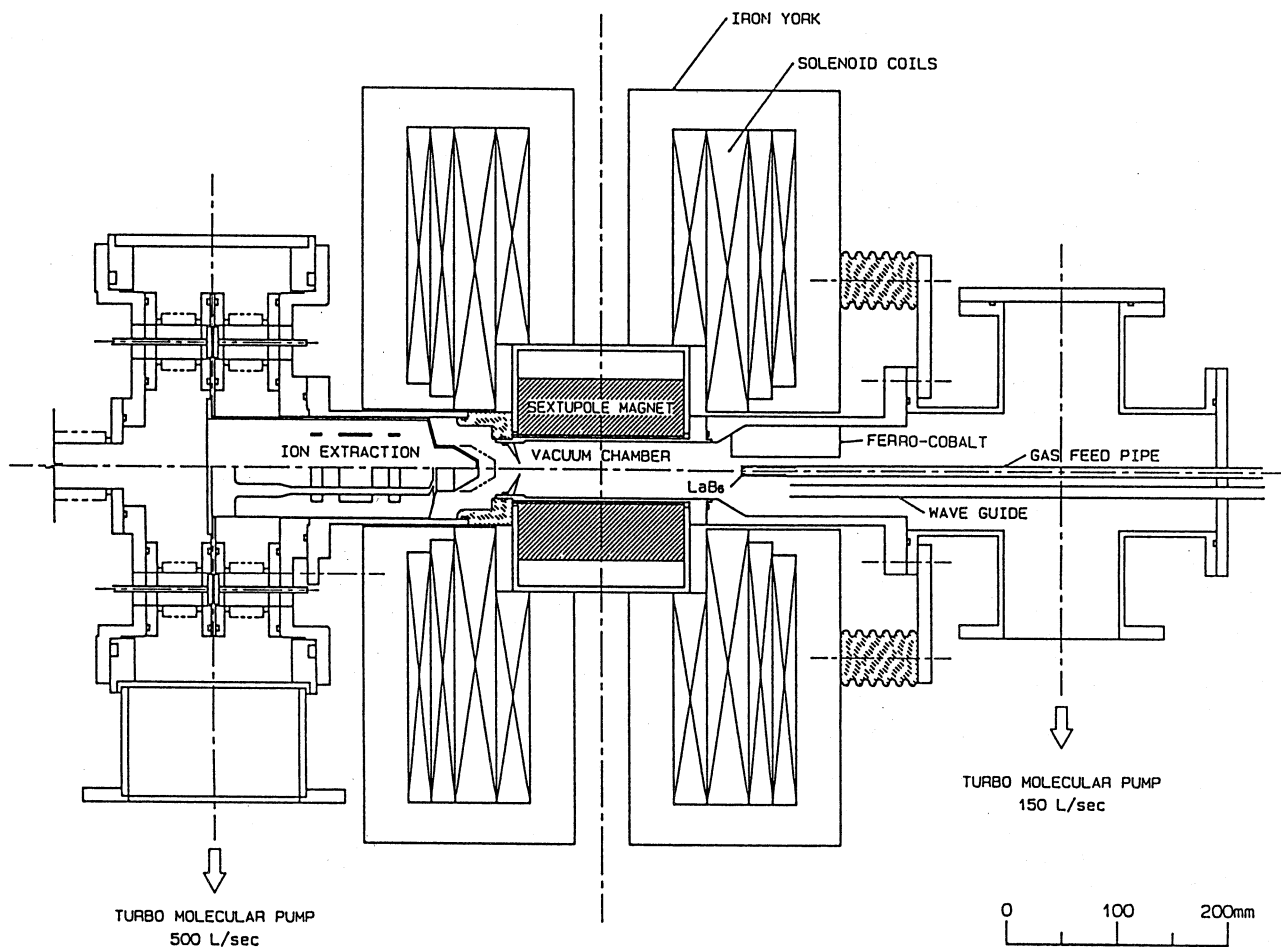 IRON YORK
SOLENOID COILS
SEXTUPOLE MAGNET
ION EXTRACTION
VACUUM CHAMBER
FERRO-COBALT
GAS FEED PIPE
LaB₆
WAVE GUIDE
TURBO MOLECULAR PUMP
150 L/sec
TURBO MOLECULAR PUMP
500 L/sec
0 100 200mm